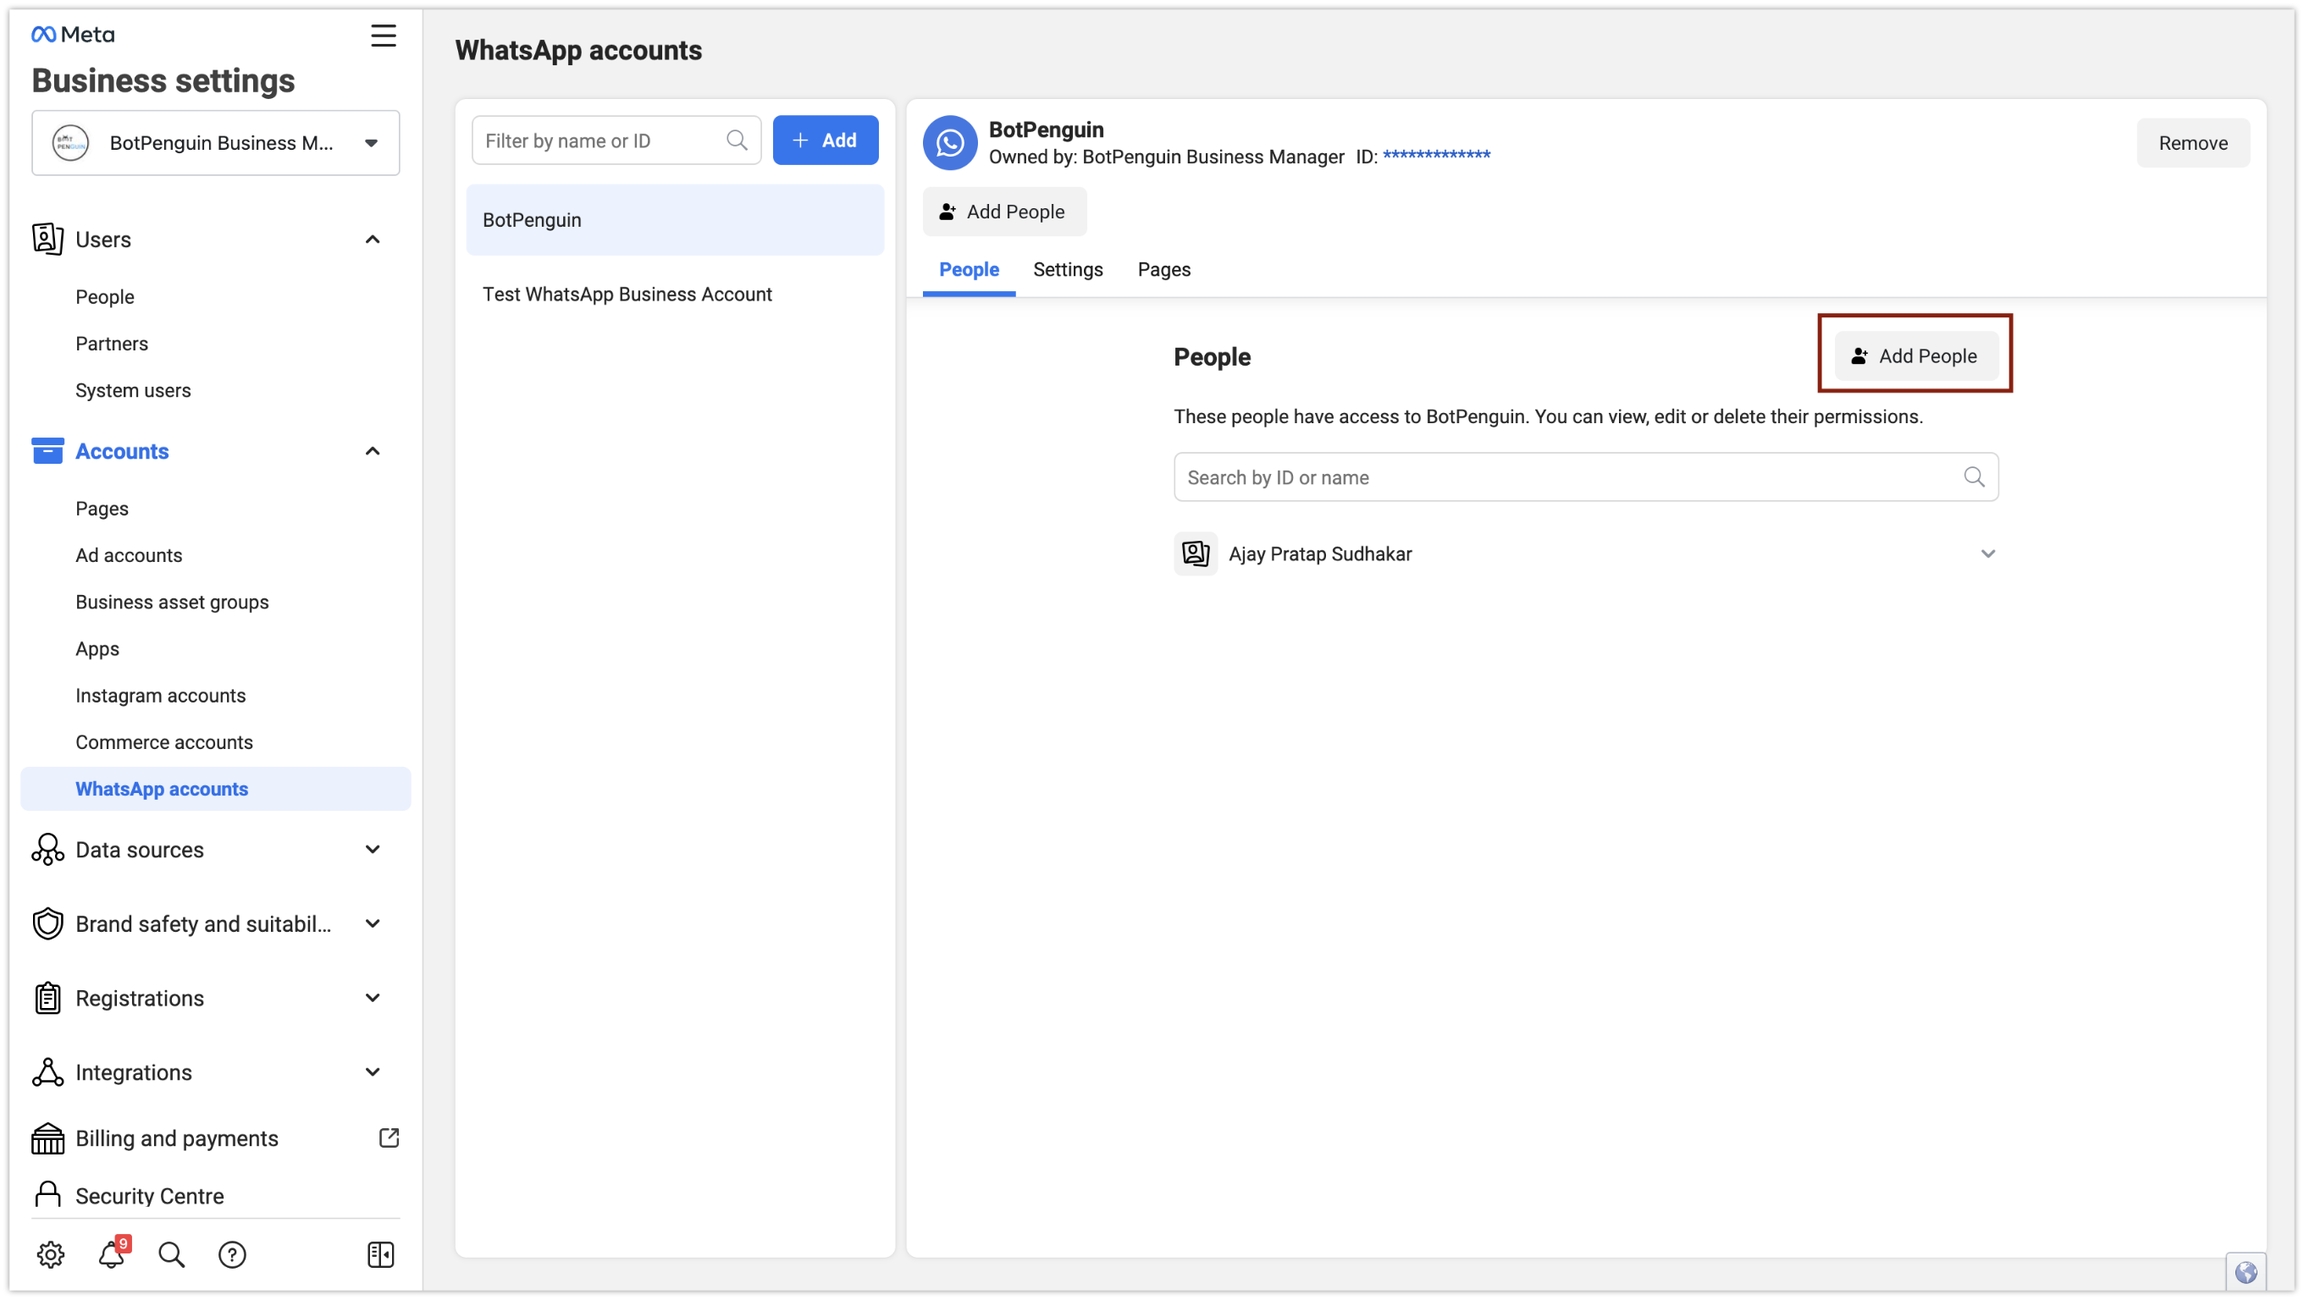 Meta
Business settings
BotPenguin Business M...
Users
People
Partners
System users
Accounts
Pages
Ad accounts
Business asset groups
Apps
Instagram accounts
Commerce accounts
WhatsApp accounts
Data sources
Brand safety and suitabil...
Registrations
Integrations
Billing and payments
Security Centre
9
WhatsApp accounts
Filter by name or ID
+ Add
BotPenguin
Test WhatsApp Business Account
BotPenguin
Owned by: BotPenguin Business Manager ID: *************
Remove
Add People
People Settings Pages
People
Add People
These people have access to BotPenguin. You can view, edit or delete their permissions.
Search by ID or name
Ajay Pratap Sudhakar